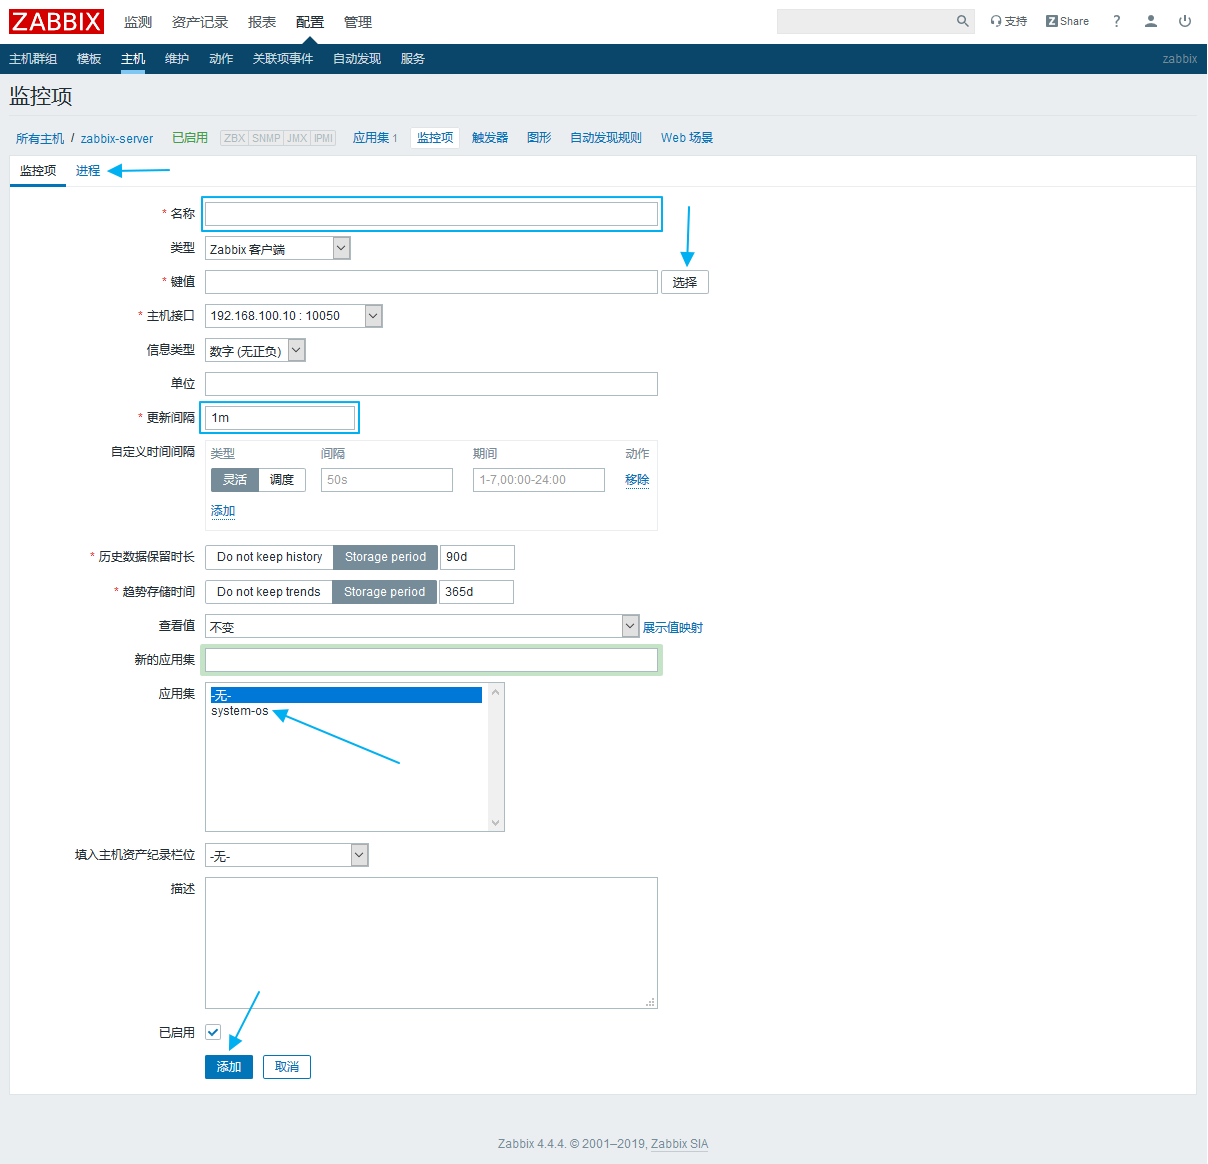 ZABBIX 监测 资产记录 报表 配置 管理 支持 Z Share ?
主机群组 模板 主机 维护 动作 关联项事件 自动发现 服务 zabbix
监控项
所有主机 / zabbix-server 已启用 ZBX SNMP JMX IPMI 应用集 1 监控项 触发器 图形 自动发现规则 Web 场景
监控项 进程
* 名称
类型 Zabbix 客户端
* 键值 选择
* 主机接口 192.168.100.10 : 10050
信息类型 数字 (无正负)
单位
* 更新间隔 1m
自定义时间间隔 类型 间隔 期间 动作
灵活 调度 50s 1-7,00:00-24:00 移除
添加
* 历史数据保留时长 Do not keep history Storage period 90d
* 趋势存储时间 Do not keep trends Storage period 365d
查看值 不变 展示值映射
新的应用集
应用集 -无-
system-os
填入主机资产纪录栏位 -无-
描述
已启用
添加 取消
Zabbix 4.4.4. © 2001–2019, Zabbix SIA